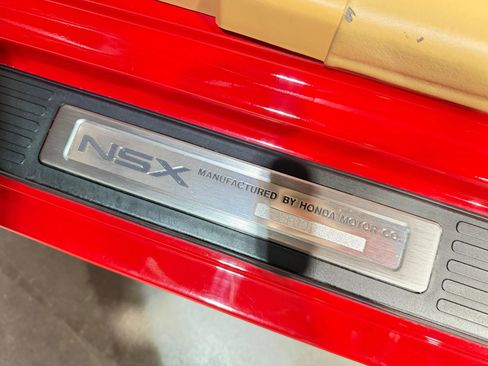 NSX
MANUFACTURED BY HONDA MOTOR CO.